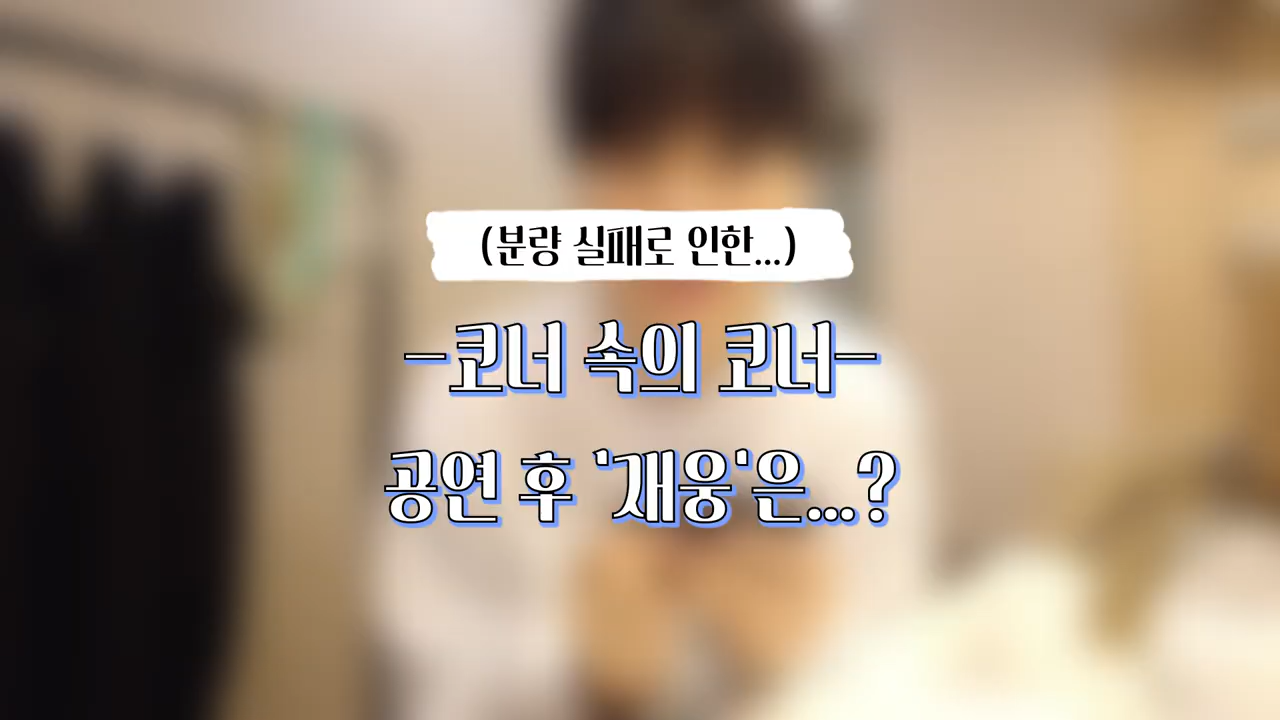 (분량 실패로 인한...)
-코너 속의 코너-
공연 후 '재웅'은...?